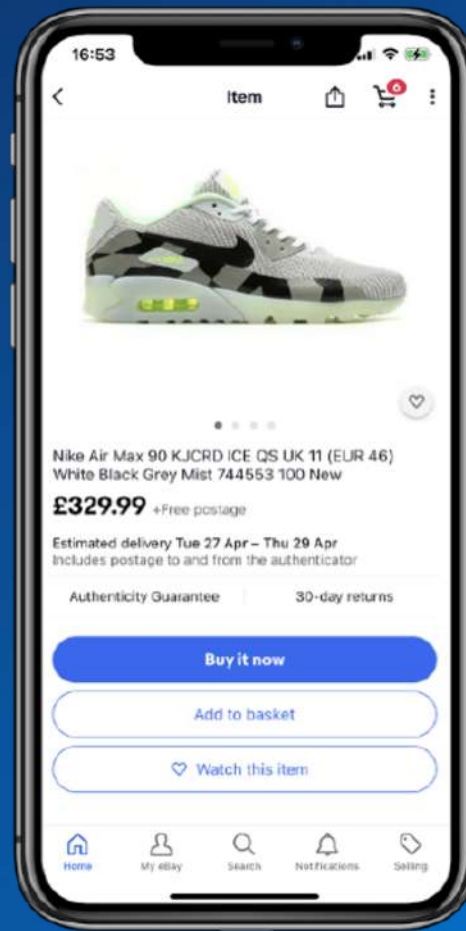 16:53
Item
6
Nike Air Max 90 KJCRD ICE QS UK 11 (EUR 46)
White Black Grey Mist 744553 100 New
£329.99 +Free postage
Estimated delivery Tue 27 Apr – Thu 29 Apr
Includes postage to and from the authenticator
Authenticity Guarantee 30-day returns
Buy it now
Add to basket
Watch this item
Home My eBay Search Notifications Selling